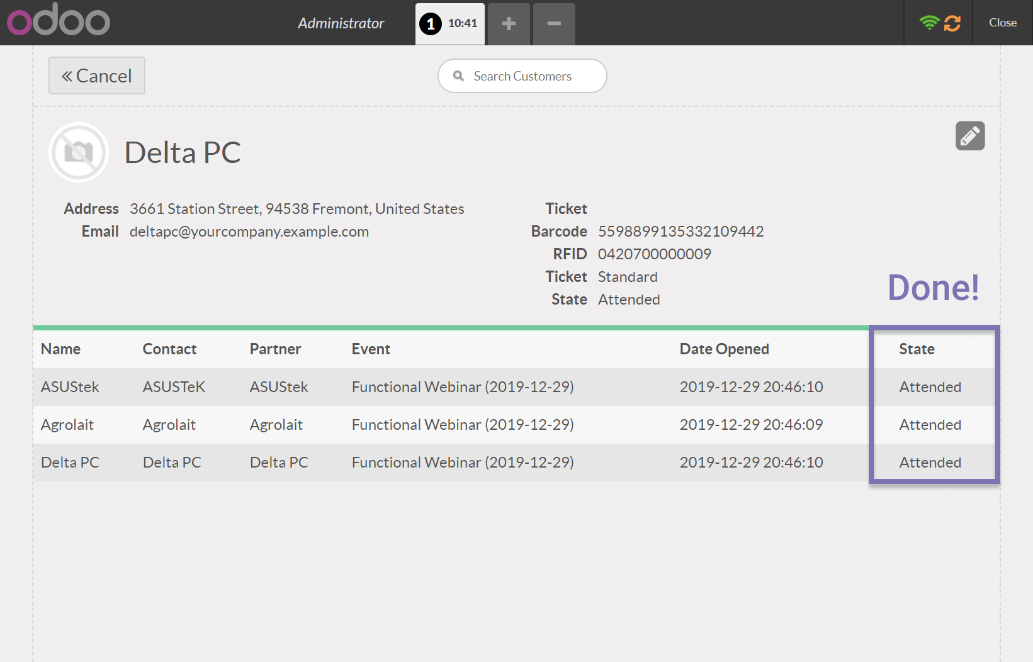 odoo Administrator 1 10:41 + − Close
« Cancel Search Customers
Delta PC
Address 3661 Station Street, 94538 Fremont, United States
Email deltapc@yourcompany.example.com
Ticket
Barcode 5598899135332109442
RFID 0420700000009
Ticket Standard
State Attended
Done!
Name Contact Partner Event Date Opened State
ASUStek ASUSTeK ASUStek Functional Webinar (2019-12-29) 2019-12-29 20:46:10 Attended
Agrolait Agrolait Agrolait Functional Webinar (2019-12-29) 2019-12-29 20:46:09 Attended
Delta PC Delta PC Delta PC Functional Webinar (2019-12-29) 2019-12-29 20:46:10 Attended